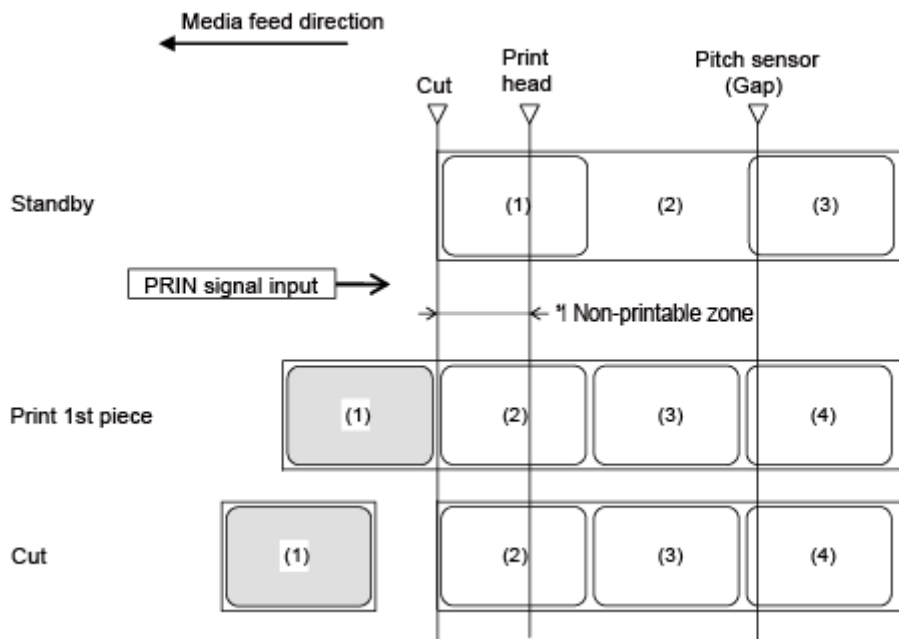 Media feed direction
Cut
Print
head
Pitch sensor
(Gap)
Standby
(1)
(2)
(3)
PRIN signal input
*1 Non-printable zone
Print 1st piece
(1)
(2)
(3)
(4)
Cut
(1)
(2)
(3)
(4)